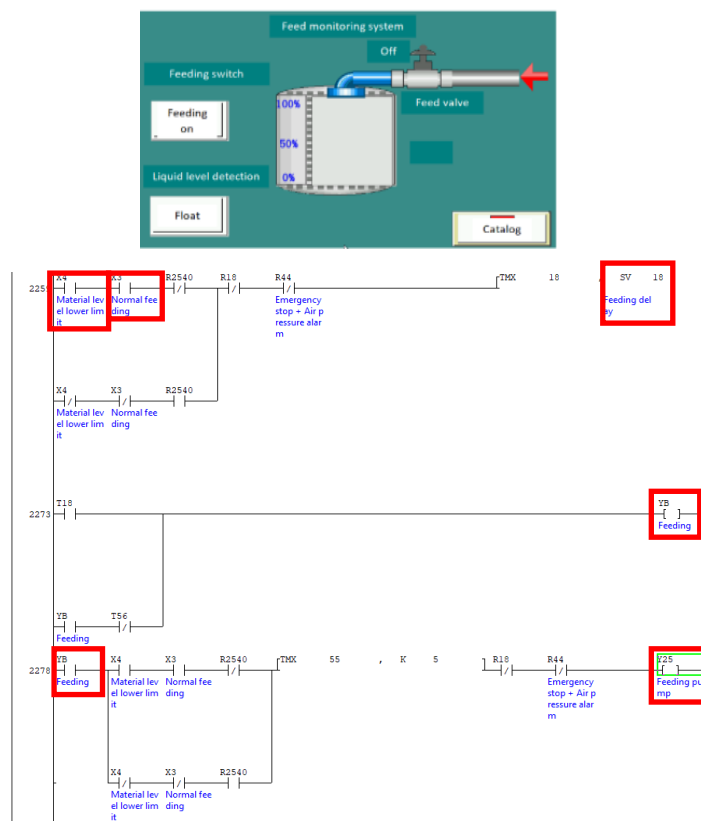 Feed monitoring system
Off
Feeding switch
Feeding
on
100%
50%
0%
Feed valve
Liquid level detection
Float
Catalog
X4 X3 R2540 R18 R44 TMX 18 , SV 18
Material lev Normal fee Emergency Feeding del
el lower lim ding stop + Air p ay
it ressure alar
m
X4 X3 R2540
Material lev Normal fee
el lower lim ding
it
T18 YB
2273
Feeding
YB T56
Feeding
YB X4 X3 R2540 TMX 55 , K 5 R18 R44 Y25
2278
Feeding Material lev Normal fee Emergency Feeding pu
el lower lim ding stop + Air p mp
it ressure alar
m
X4 X3 R2540
Material lev Normal fee
el lower lim ding
it